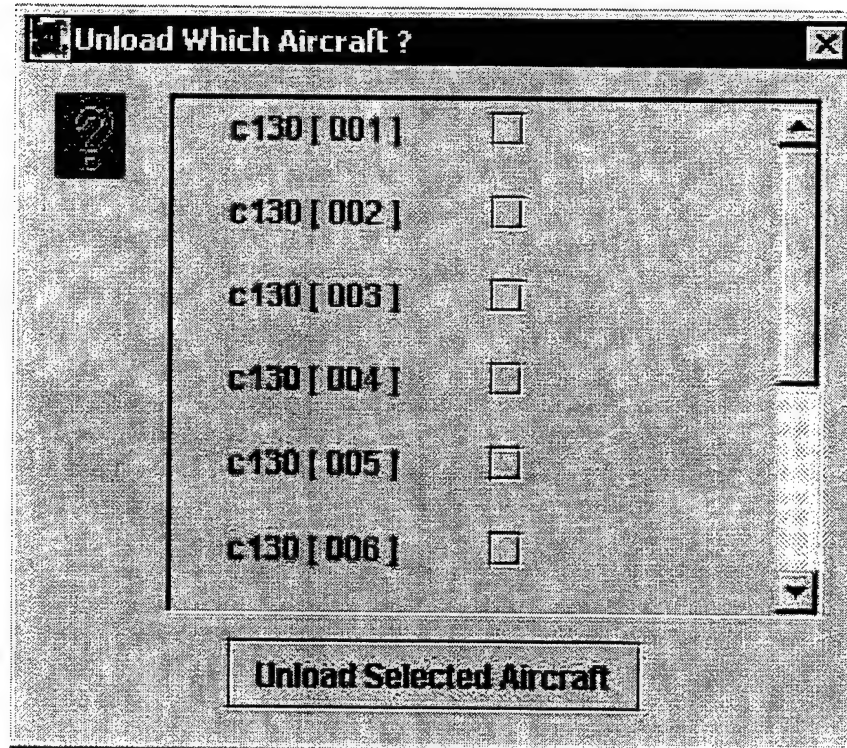 Unload Which Aircraft ?
c130 [ 001 ]
c130 [ 002 ]
c130 [ 003 ]
c130 [ 004 ]
c130 [ 005 ]
c130 [ 006 ]
Unload Selected Aircraft